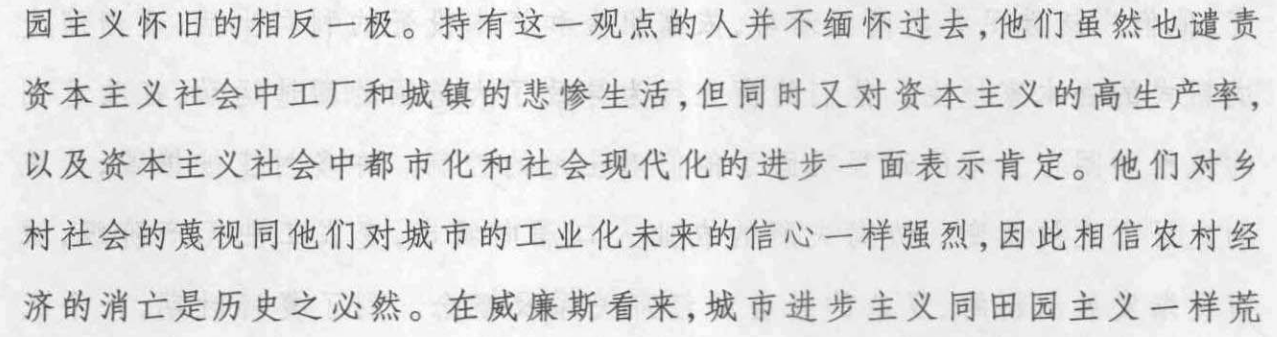 园主义怀旧的相反一极。持有这一观点的人并不缅怀过去,他们虽然也谴责
资本主义社会中工厂和城镇的悲惨生活,但同时又对资本主义的高生产率,
以及资本主义社会中都市化和社会现代化的进步一面表示肯定。他们对乡
村社会的蔑视同他们对城市的工业化未来的信心一样强烈,因此相信农村经
济的消亡是历史之必然。在威廉斯看来,城市进步主义同田园主义一样荒